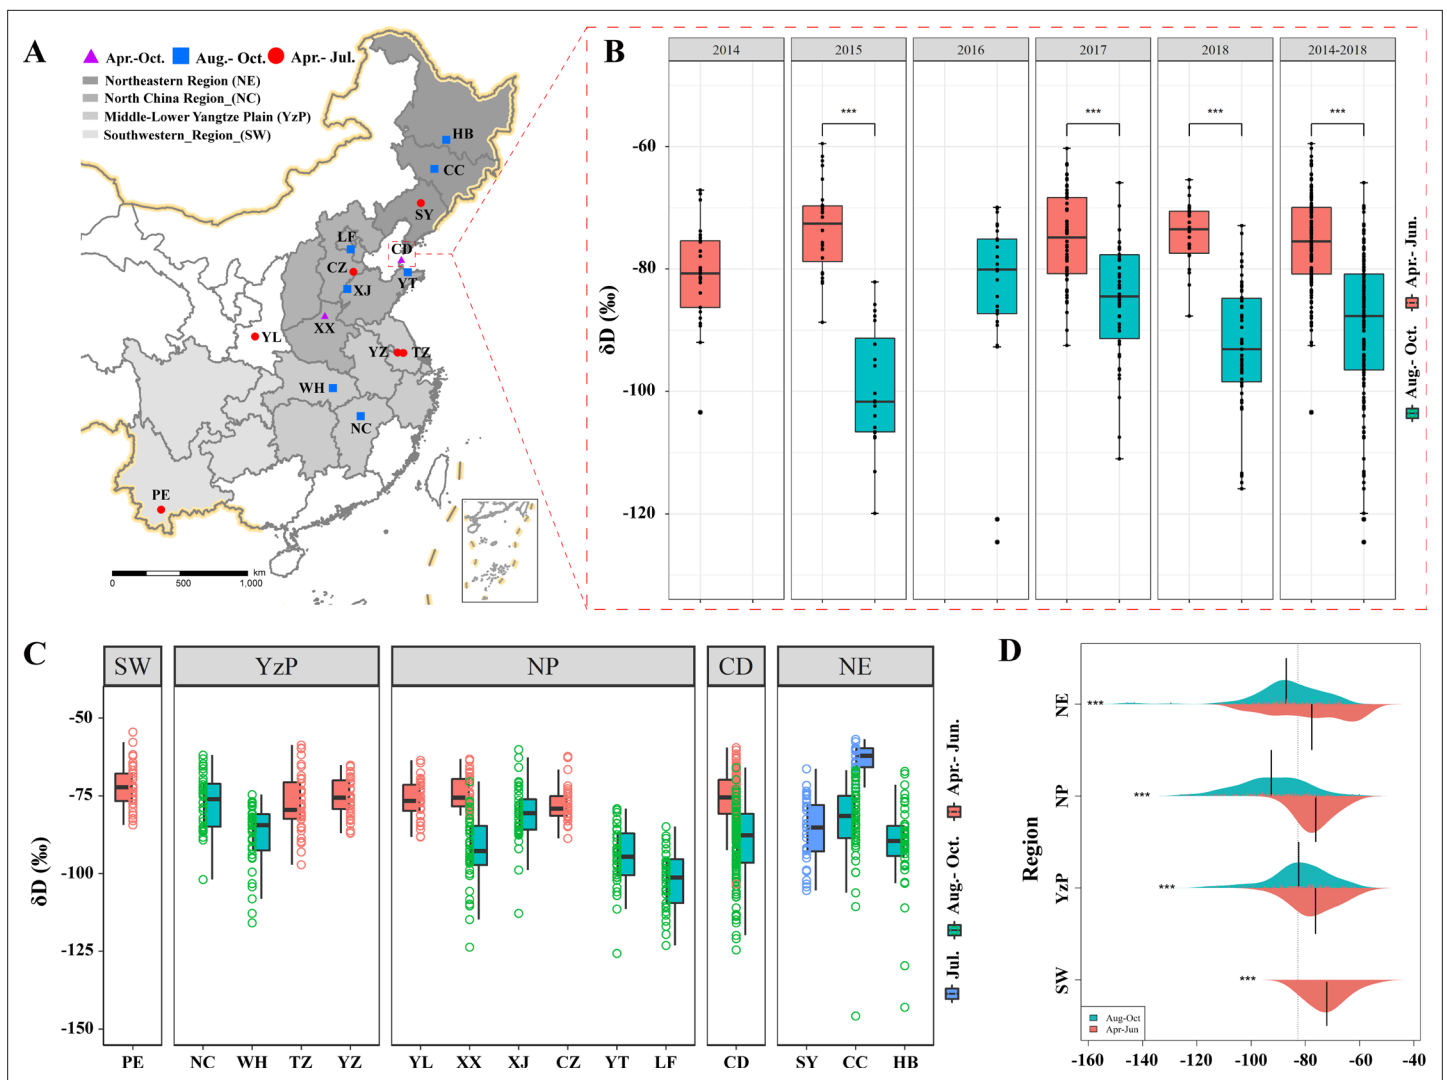 A
Apr.-Oct. Aug.- Oct. Apr.- Jul.
Northeastern Region (NE)
North China Region_(NC)
Middle-Lower Yangtze Plain (YzP)
Southwestern_Region_(SW)
HB
CC
SY
LF
CD
CZ
YT
XJ
XX
YL
YZ
TZ
WH
NC
PE
km
0 500 1,000
B
2014 2015 2016 2017 2018 2014-2018
*** *** *** ***
-60
-80
-100
-120
δD (‰)
Aug.- Oct. Apr.- Jun.
C
SW YzP NP CD NE
-50
-75
-100
-125
-150
δD (‰)
PE NC WH TZ YZ YL XX XJ CZ YT LF CD SY CC HB
Jul. Aug.- Oct. Apr.- Jun.
D
Region
NE
***
NP
***
YzP
***
SW
***
Aug-Oct
Apr-Jun
-160 -140 -120 -100 -80 -60 -40